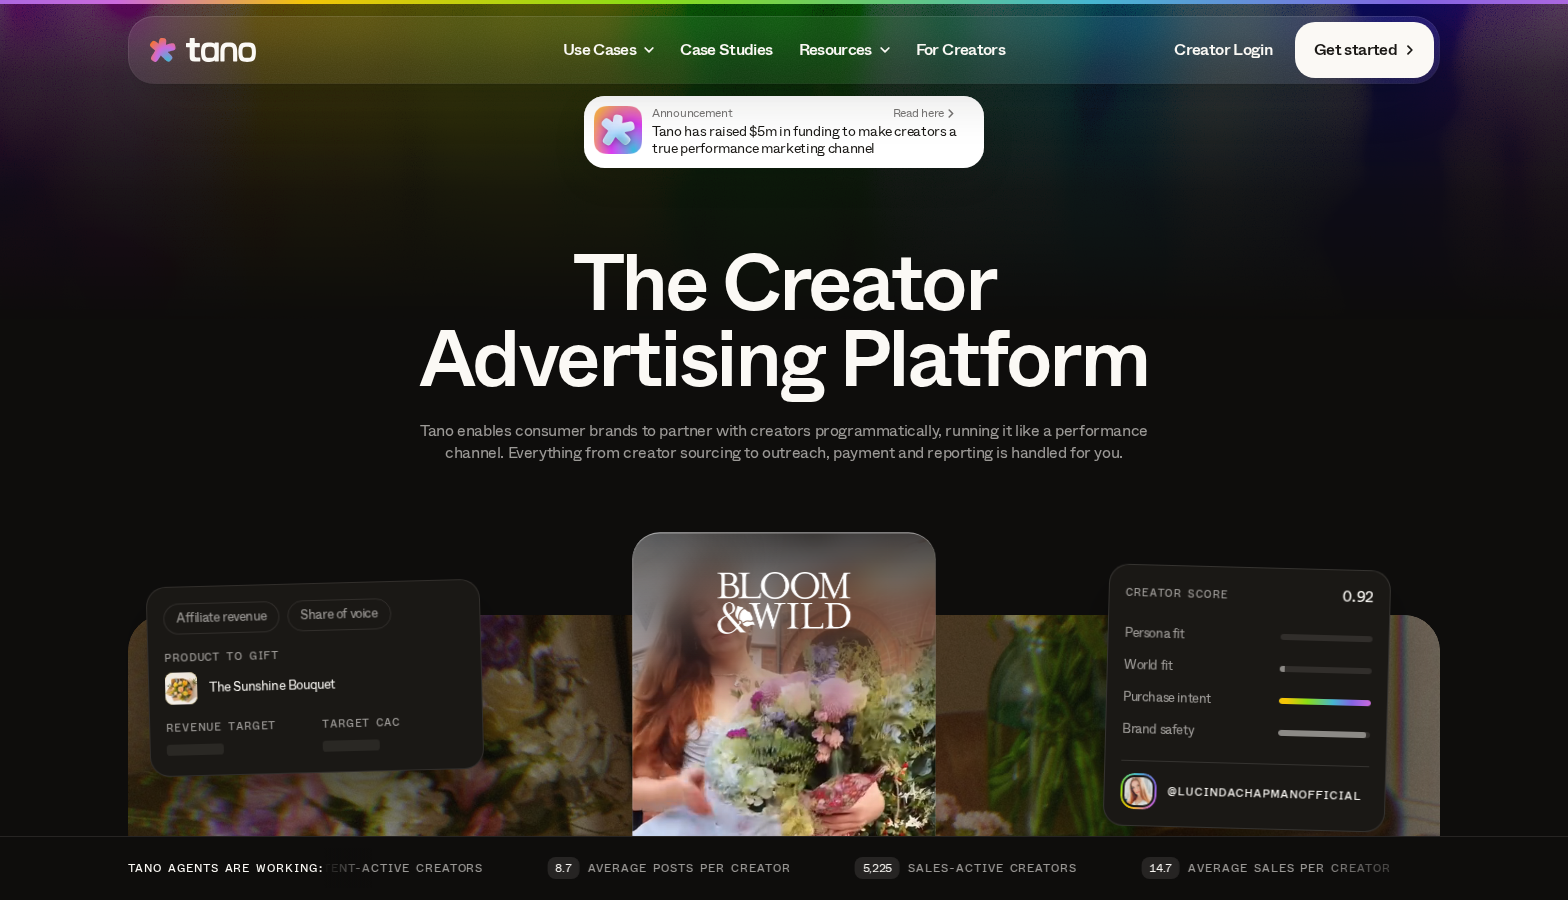 tano
Use Cases
Case Studies
Resources
For Creators
Creator Login
Get started
Announcement
Read here
Tano has raised $5m in funding to make creators a
true performance marketing channel
The Creator
Advertising Platform
Tano enables consumer brands to partner with creators programmatically, running it like a performance
channel. Everything from creator sourcing to outreach, payment and reporting is handled for you.
Affiliate revenue
Share of voice
PRODUCT TO GIFT
The Sunshine Bouquet
REVENUE TARGET
TARGET CAC
BLOOM
&WILD
CREATOR SCORE
0.92
Persona fit
World fit
Purchase intent
Brand safety
@LUCINDACHAPMANOFFICIAL
TANO AGENTS ARE WORKING:
ENT-ACTIVE CREATORS
8.7 AVERAGE POSTS PER CREATOR
5,225 SALES-ACTIVE CREATORS
14.7 AVERAGE SALES PER CREATOR